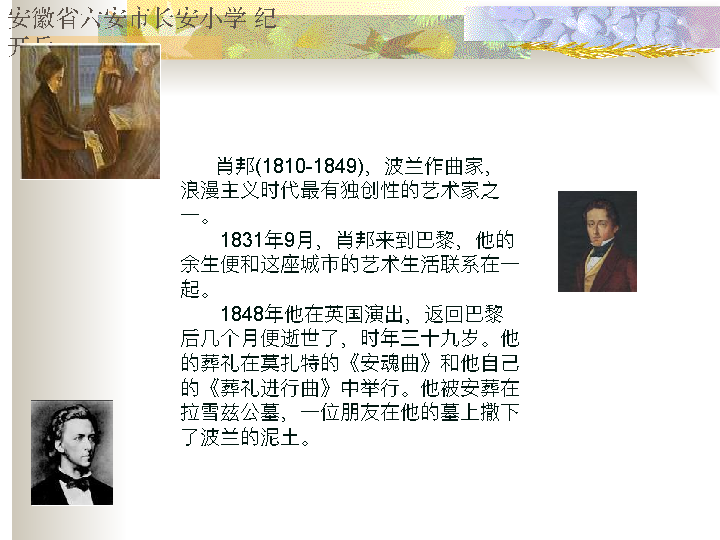 安徽省六安市长安小学 纪
开
肖邦(1810-1849)，波兰作曲家，
浪漫主义时代最有独创性的艺术家之
一。
1831年9月，肖邦来到巴黎，他的
余生便和这座城市的艺术生活联系在一
起。
1848年他在英国演出，返回巴黎
后几个月便逝世了，时年三十九岁。他
的葬礼在莫扎特的《安魂曲》和他自己
的《葬礼进行曲》中举行。他被安葬在
拉雪兹公墓，一位朋友在他的墓上撒下
了波兰的泥土。